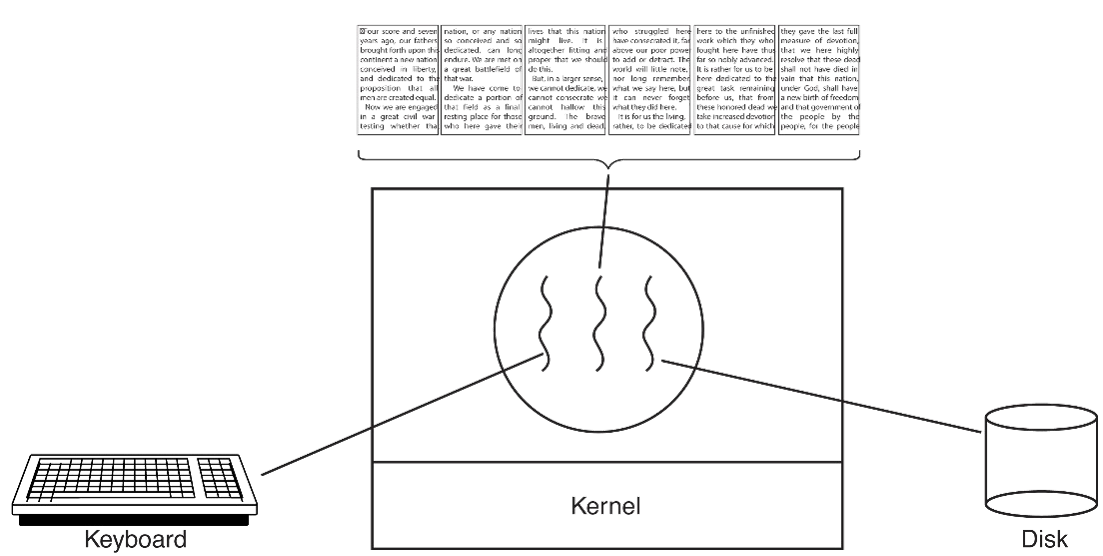 Four score and seven
years ago, our fathers
brought forth upon this
continent a new nation
conceived in liberty,
and dedicated to the
proposition that all
men are created equal.
Now we are engaged
in a great civil war
testing whether tha
nation, or any nation
so conceived and so
dedicated, can long
endure. We are met on
a great battlefield of
that war.
We have come to
dedicate a portion of
that field as a final
resting place for those
who here gave their
lives that this nation
might live. It is
altogether fitting and
proper that we should
do this.
But, in a larger sense,
we cannot dedicate, we
cannot consecrate we
cannot hallow this
ground. The brave
men, living and dead,
who struggled here
have consecrated it, far
above our poor power
to add or detract. The
world will little note,
nor long remember,
what we say here, but
it can never forget
what they did here.
It is for us the living,
rather, to be dedicated
here to the unfinished
work which they who
fought here have thus
far so nobly advanced.
It is rather for us to be
here dedicated to the
great task remaining
before us, that from
these honored dead we
take increased devotion
to that cause for which
they gave the last full
measure of devotion,
that we here highly
resolve that these dead
shall not have died in
vain that this nation,
under God, shall have
a new birth of freedom
and that government of
the people by the
people, for the people
Kernel
Keyboard
Disk